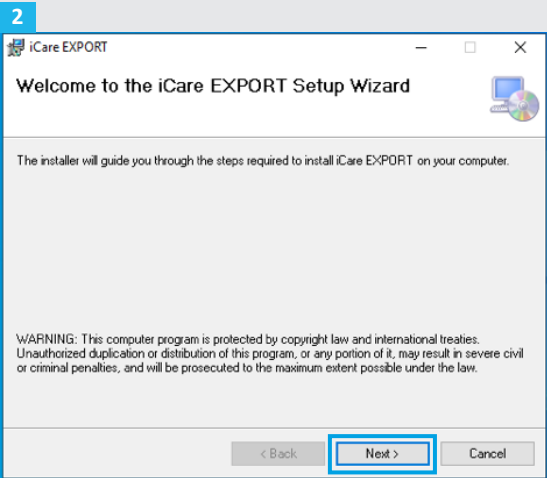 2
iCare EXPORT
Welcome to the iCare EXPORT Setup Wizard
The installer will guide you through the steps required to install iCare EXPORT on your computer.
WARNING: This computer program is protected by copyright law and international treaties.
Unauthorized duplication or distribution of this program, or any portion of it, may result in severe civil
or criminal penalties, and will be prosecuted to the maximum extent possible under the law.
< Back Next > Cancel